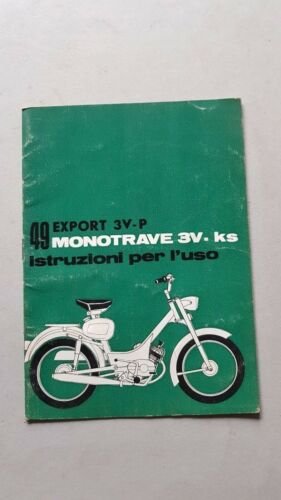 49 EXPORT 3V-P
MONOTRAVE 3V. ks
istruzioni per l'uso